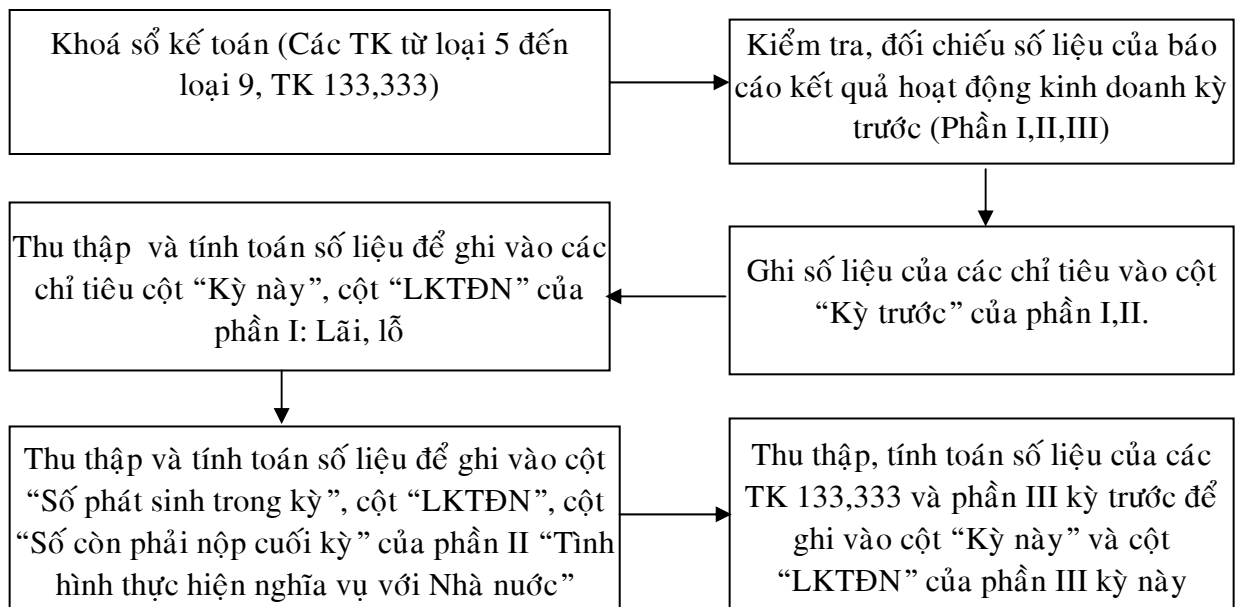 Khoá sổ kế toán (Các TK từ loại 5 đến
loại 9, TK 133,333)
Kiểm tra, đối chiếu số liệu của báo
cáo kết quả hoạt động kinh doanh kỳ
trước (Phần I,II,III)
Ghi số liệu của các chỉ tiêu vào cột
“Kỳ trước” của phần I,II.
Thu thập và tính toán số liệu để ghi vào các
chỉ tiêu cột “Kỳ này”, cột “LKTĐN” của
phần I: Lãi, lỗ
Thu thập và tính toán số liệu để ghi vào cột
“Số phát sinh trong kỳ”, cột “LKTĐN”, cột
“Số còn phải nộp cuối kỳ” của phần II “Tình
hình thực hiện nghĩa vụ với Nhà nuớc”
Thu thập, tính toán số liệu của các
TK 133,333 và phần III kỳ trước để
ghi vào cột “Kỳ này” và cột
“LKTĐN” của phần III kỳ này